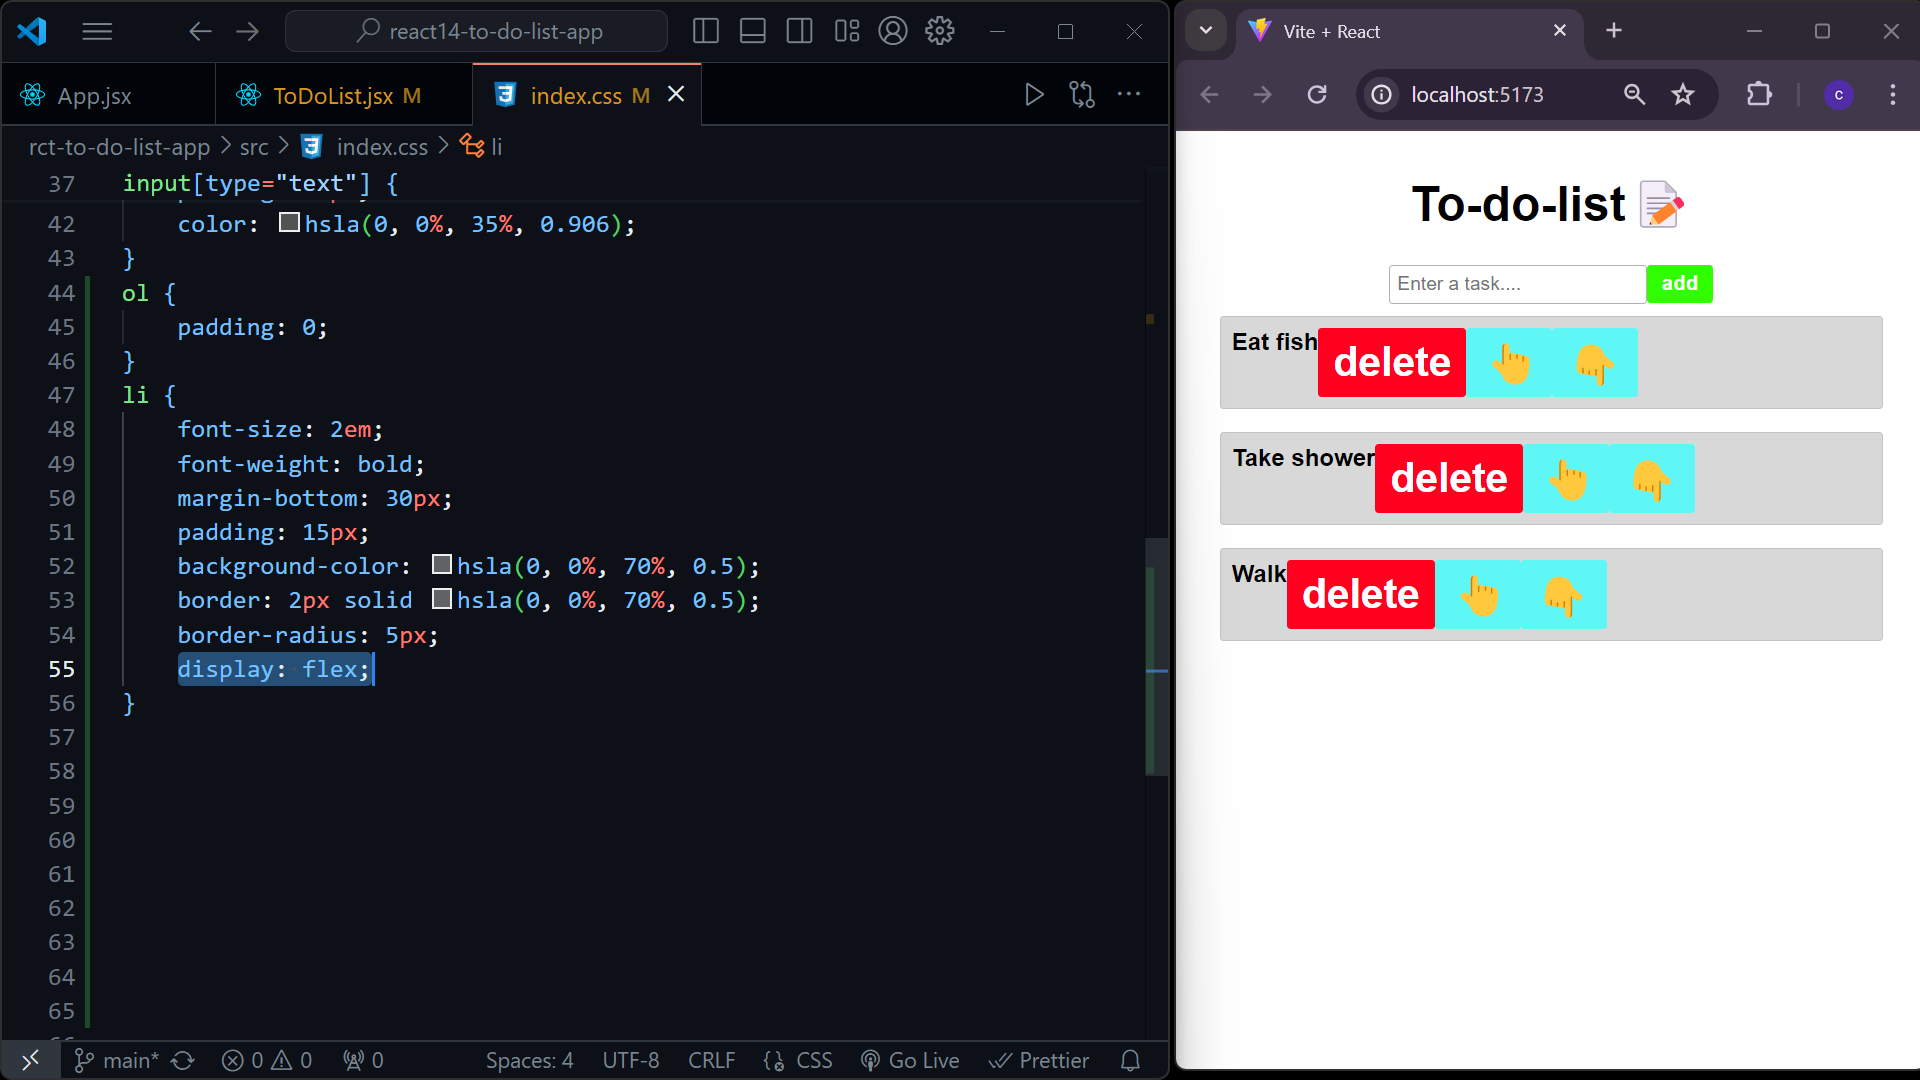 react14-to-do-list-app
App.jsx
ToDoList.jsx M
index.css M
rct-to-do-list-app > src > index.css > li
37 input[type="text"] {
42 color: hsla(0, 0%, 35%, 0.906);
43 }
44 ol {
45 padding: 0;
46 }
47 li {
48 font-size: 2em;
49 font-weight: bold;
50 margin-bottom: 30px;
51 padding: 15px;
52 background-color: hsla(0, 0%, 70%, 0.5);
53 border: 2px solid hsla(0, 0%, 70%, 0.5);
54 border-radius: 5px;
55 display: flex;
56 }
57
58
59
60
61
62
63
64
65
main* 0 0 0 Spaces: 4 UTF-8 CRLF CSS Go Live Prettier
Vite + React
localhost:5173
c
To-do-list
Enter a task.... add
Eat fish delete
Take shower delete
Walk delete